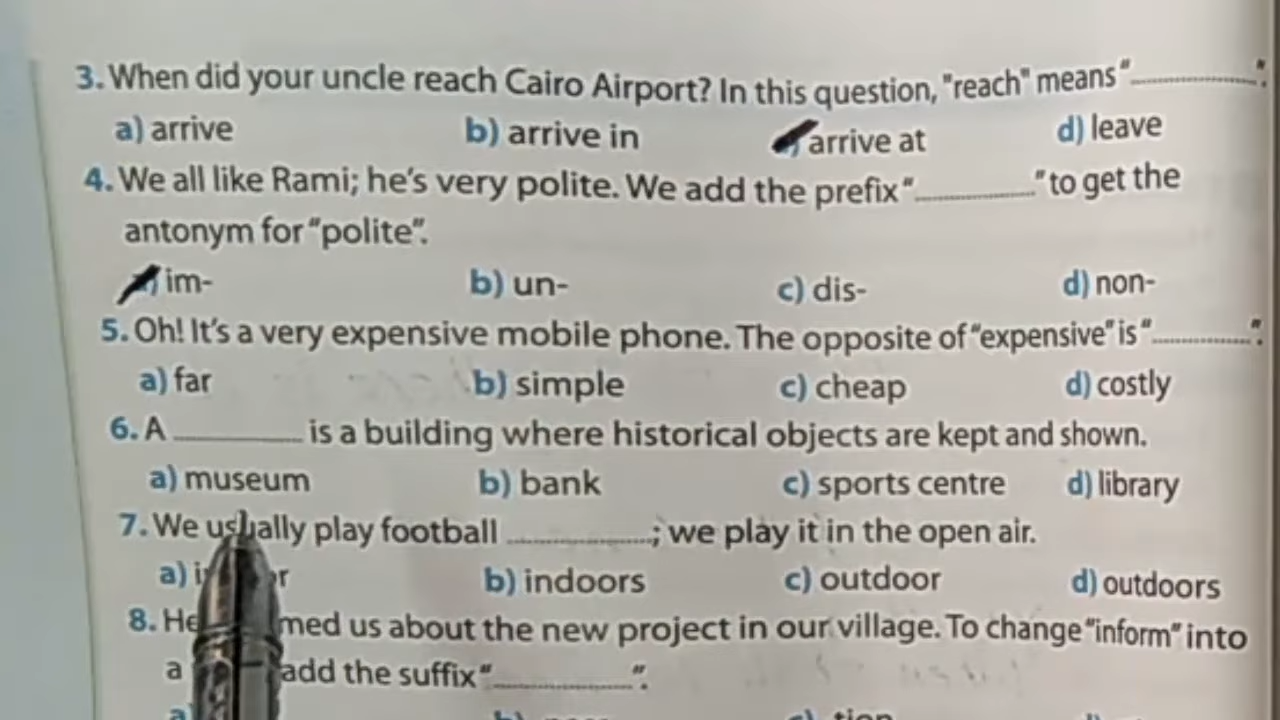 3. When did your uncle reach Cairo Airport? In this question, "reach" means "............".
a) arrive b) arrive in arrive at d) leave
4. We all like Rami; he's very polite. We add the prefix "............" to get the
antonym for "polite".
im- b) un- c) dis- d) non-
5. Oh! It's a very expensive mobile phone. The opposite of "expensive" is "............".
a) far b) simple c) cheap d) costly
6. A ............ is a building where historical objects are kept and shown.
a) museum b) bank c) sports centre d) library
7. We usually play football ............; we play it in the open air.
a) b) indoors c) outdoor d) outdoors
8. He us about the new project in our village. To change "inform" into
a add the suffix "............".